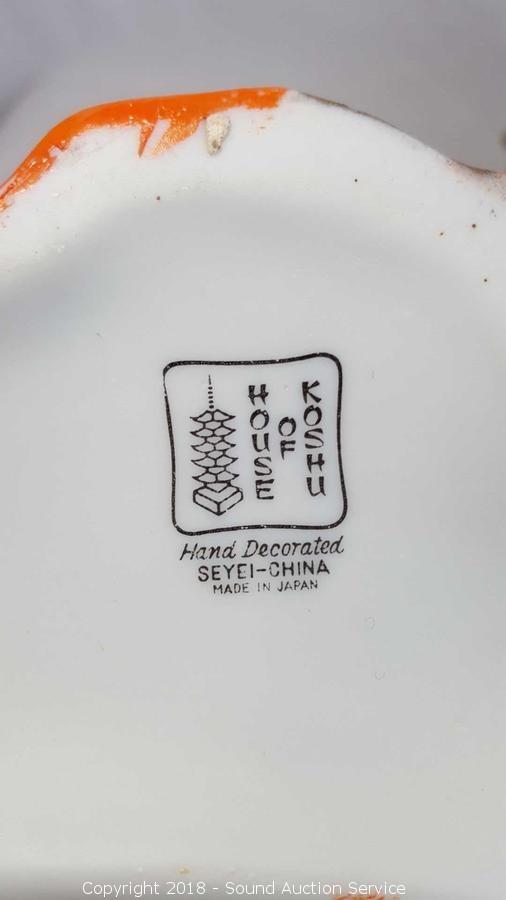 HOUSE
OF
KOSHU
Hand Decorated
SEYEI-CHINA
MADE IN JAPAN
Copyright 2018 - Sound Auction Service